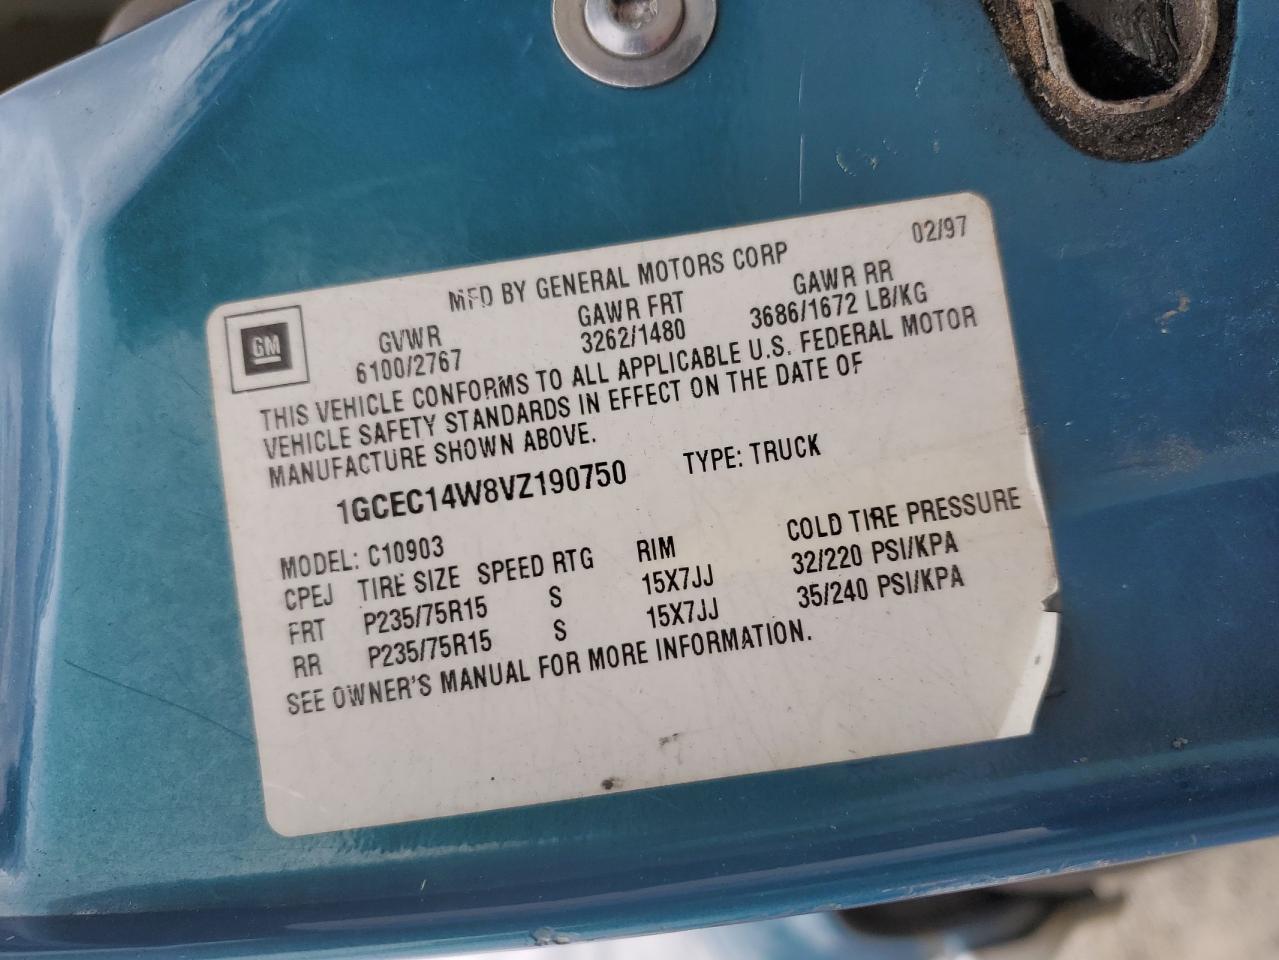 02/97
MFD BY GENERAL MOTORS CORP
GM
GVWR GAWR FRT GAWR RR
6100/2767 3262/1480 3686/1672 LB/KG
THIS VEHICLE CONFORMS TO ALL APPLICABLE U.S. FEDERAL MOTOR
VEHICLE SAFETY STANDARDS IN EFFECT ON THE DATE OF
MANUFACTURE SHOWN ABOVE.
1GCEC14W8VZ190750 TYPE: TRUCK
MODEL: C10903
CPEJ TIRE SIZE SPEED RTG RIM COLD TIRE PRESSURE
FRT P235/75R15 S 15X7JJ 32/220 PSI/KPA
RR P235/75R15 S 15X7JJ 35/240 PSI/KPA
SEE OWNER'S MANUAL FOR MORE INFORMATION.